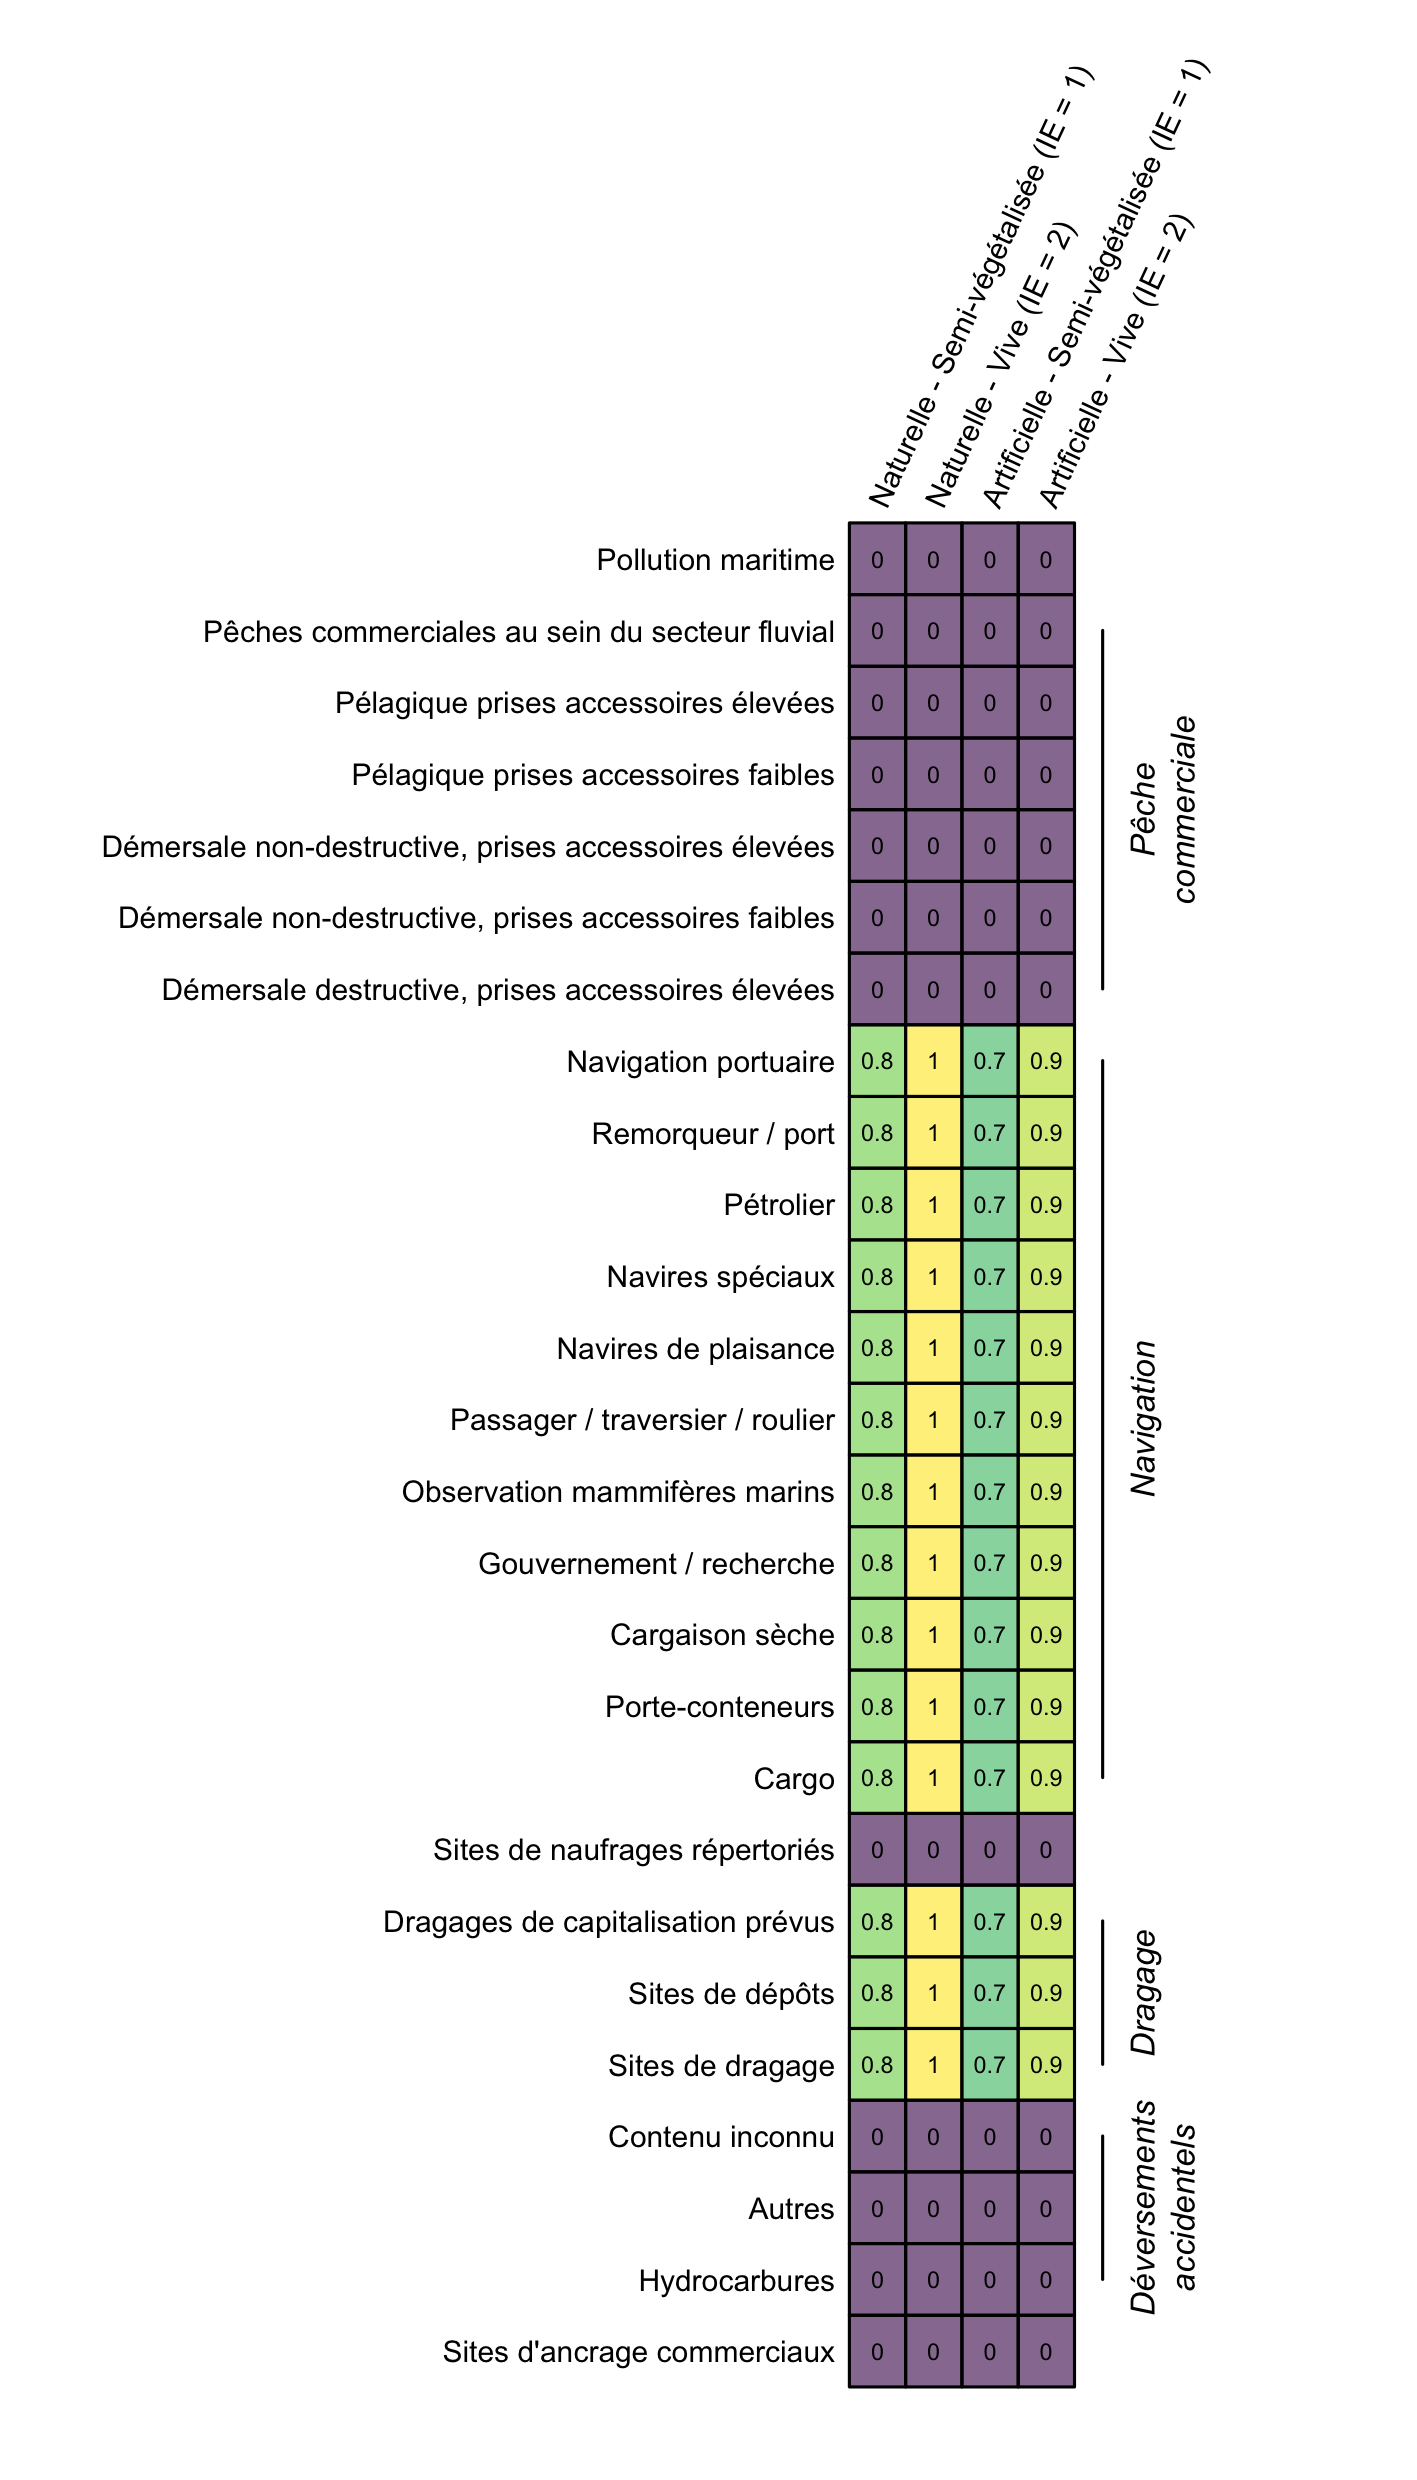 Naturelle - Semi-végétalisée (IE = 1)
Naturelle - Vive (IE = 2)
Artificielle - Semi-végétalisée (IE = 1)
Artificielle - Vive (IE = 2)
Pollution maritime 0 0 0 0
Pêches commerciales au sein du secteur fluvial 0 0 0 0
Pélagique prises accessoires élevées 0 0 0 0
Pélagique prises accessoires faibles 0 0 0 0
Démersale non-destructive, prises accessoires élevées 0 0 0 0
Démersale non-destructive, prises accessoires faibles 0 0 0 0
Démersale destructive, prises accessoires élevées 0 0 0 0
Pêche
commerciale
Navigation portuaire 0.8 1 0.7 0.9
Remorqueur / port 0.8 1 0.7 0.9
Pétrolier 0.8 1 0.7 0.9
Navires spéciaux 0.8 1 0.7 0.9
Navires de plaisance 0.8 1 0.7 0.9
Passager / traversier / roulier 0.8 1 0.7 0.9
Observation mammifères marins 0.8 1 0.7 0.9
Gouvernement / recherche 0.8 1 0.7 0.9
Cargaison sèche 0.8 1 0.7 0.9
Porte-conteneurs 0.8 1 0.7 0.9
Cargo 0.8 1 0.7 0.9
Navigation
Sites de naufrages répertoriés 0 0 0 0
Dragages de capitalisation prévus 0.8 1 0.7 0.9
Sites de dépôts 0.8 1 0.7 0.9
Sites de dragage 0.8 1 0.7 0.9
Dragage
Contenu inconnu 0 0 0 0
Autres 0 0 0 0
Hydrocarbures 0 0 0 0
Déversements
accidentels
Sites d'ancrage commerciaux 0 0 0 0